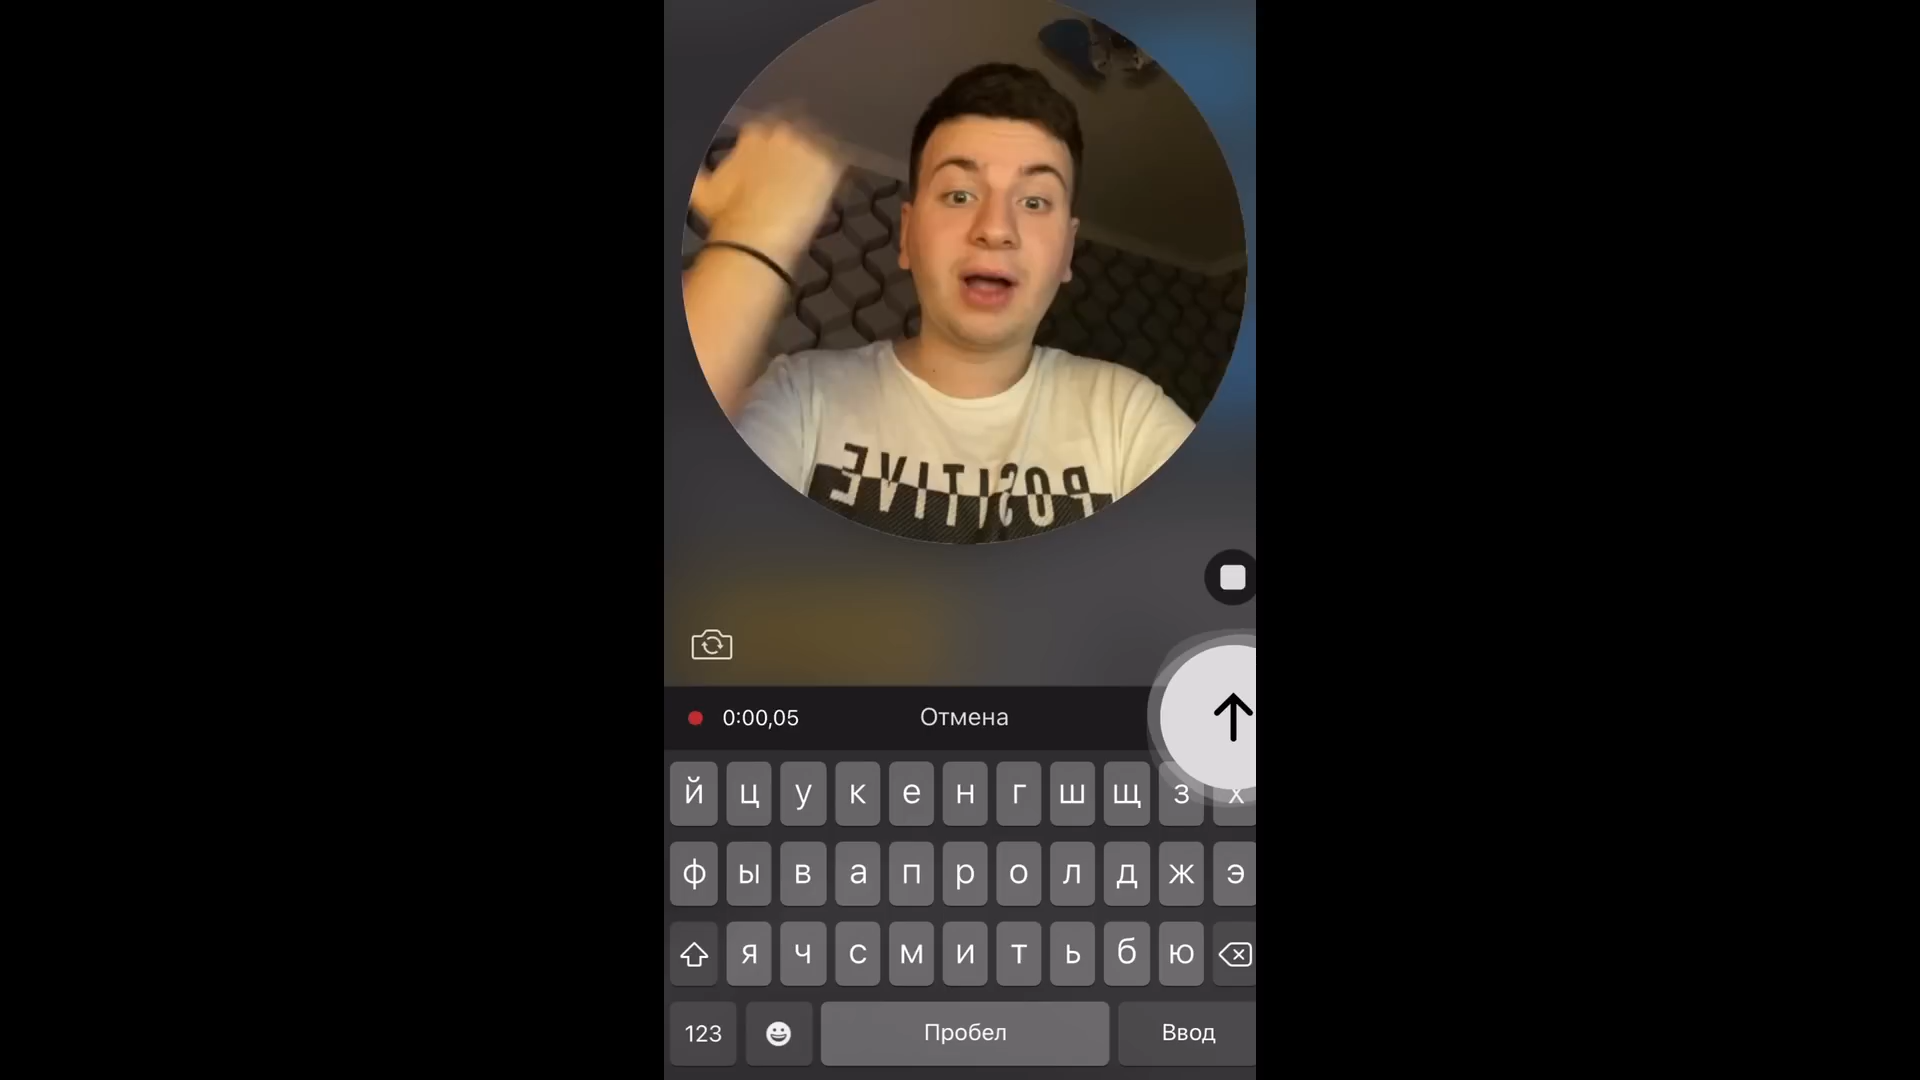 POSITIVE
0:00,05 Отмена
й ц у к е н г ш щ з х
ф ы в а п р о л д ж э
я ч с м и т ь б ю
123 Пробел Ввод